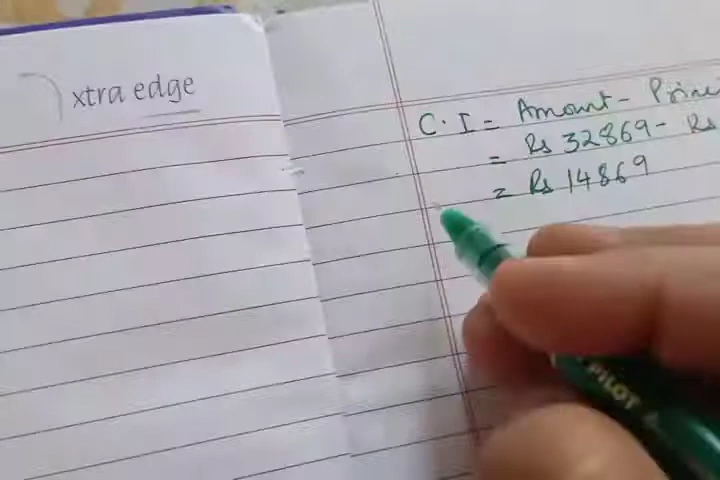 xtra edge
C.I = Amount - Princ
= Rs 32869 - Rs
= Rs 14869
PILOT